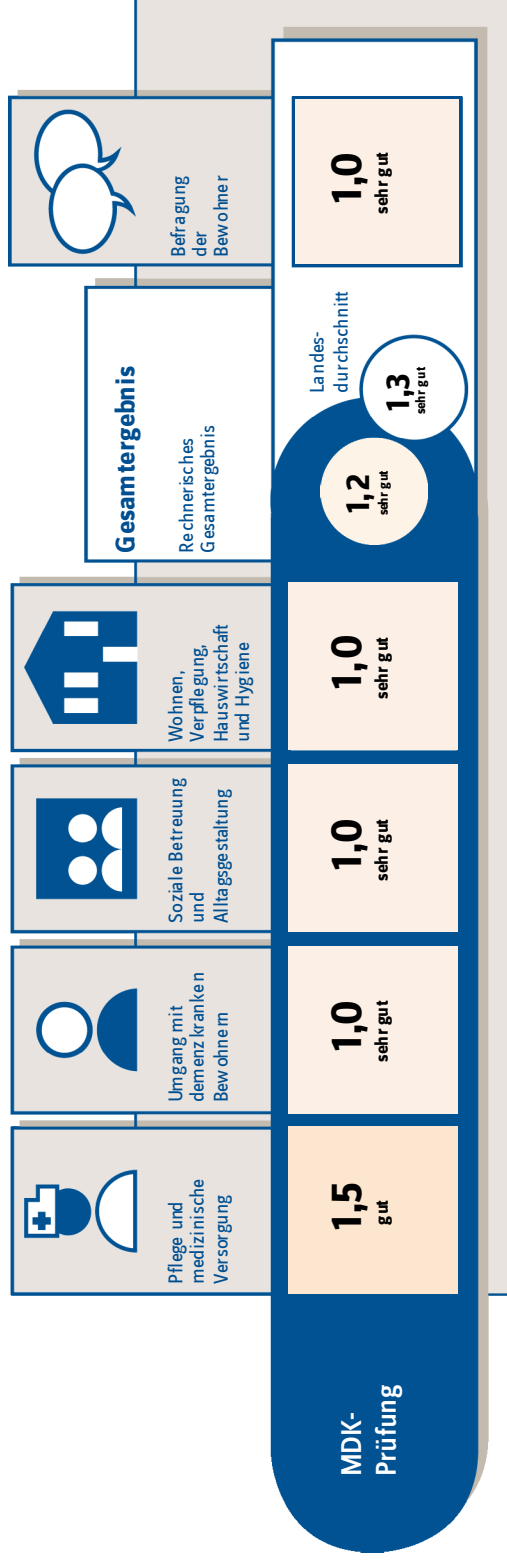 Pflege und
medizinische
Versorgung
Umgang mit
demenzkranken
Bewohnern
Soziale Betreuung
und
Alltagsgestaltung
Wohnen,
Verpflegung,
Hauswirtschaft
und Hygiene
Gesamtergebnis
Rechnerisches
Gesamtergebnis
Befragung
der
Bewohner
MDK-
Prüfung
1,5
gut
1,0
sehr gut
1,0
sehr gut
1,0
sehr gut
1,2
sehr gut
Landes-
durchschnitt
1,3
sehr gut
1,0
sehr gut